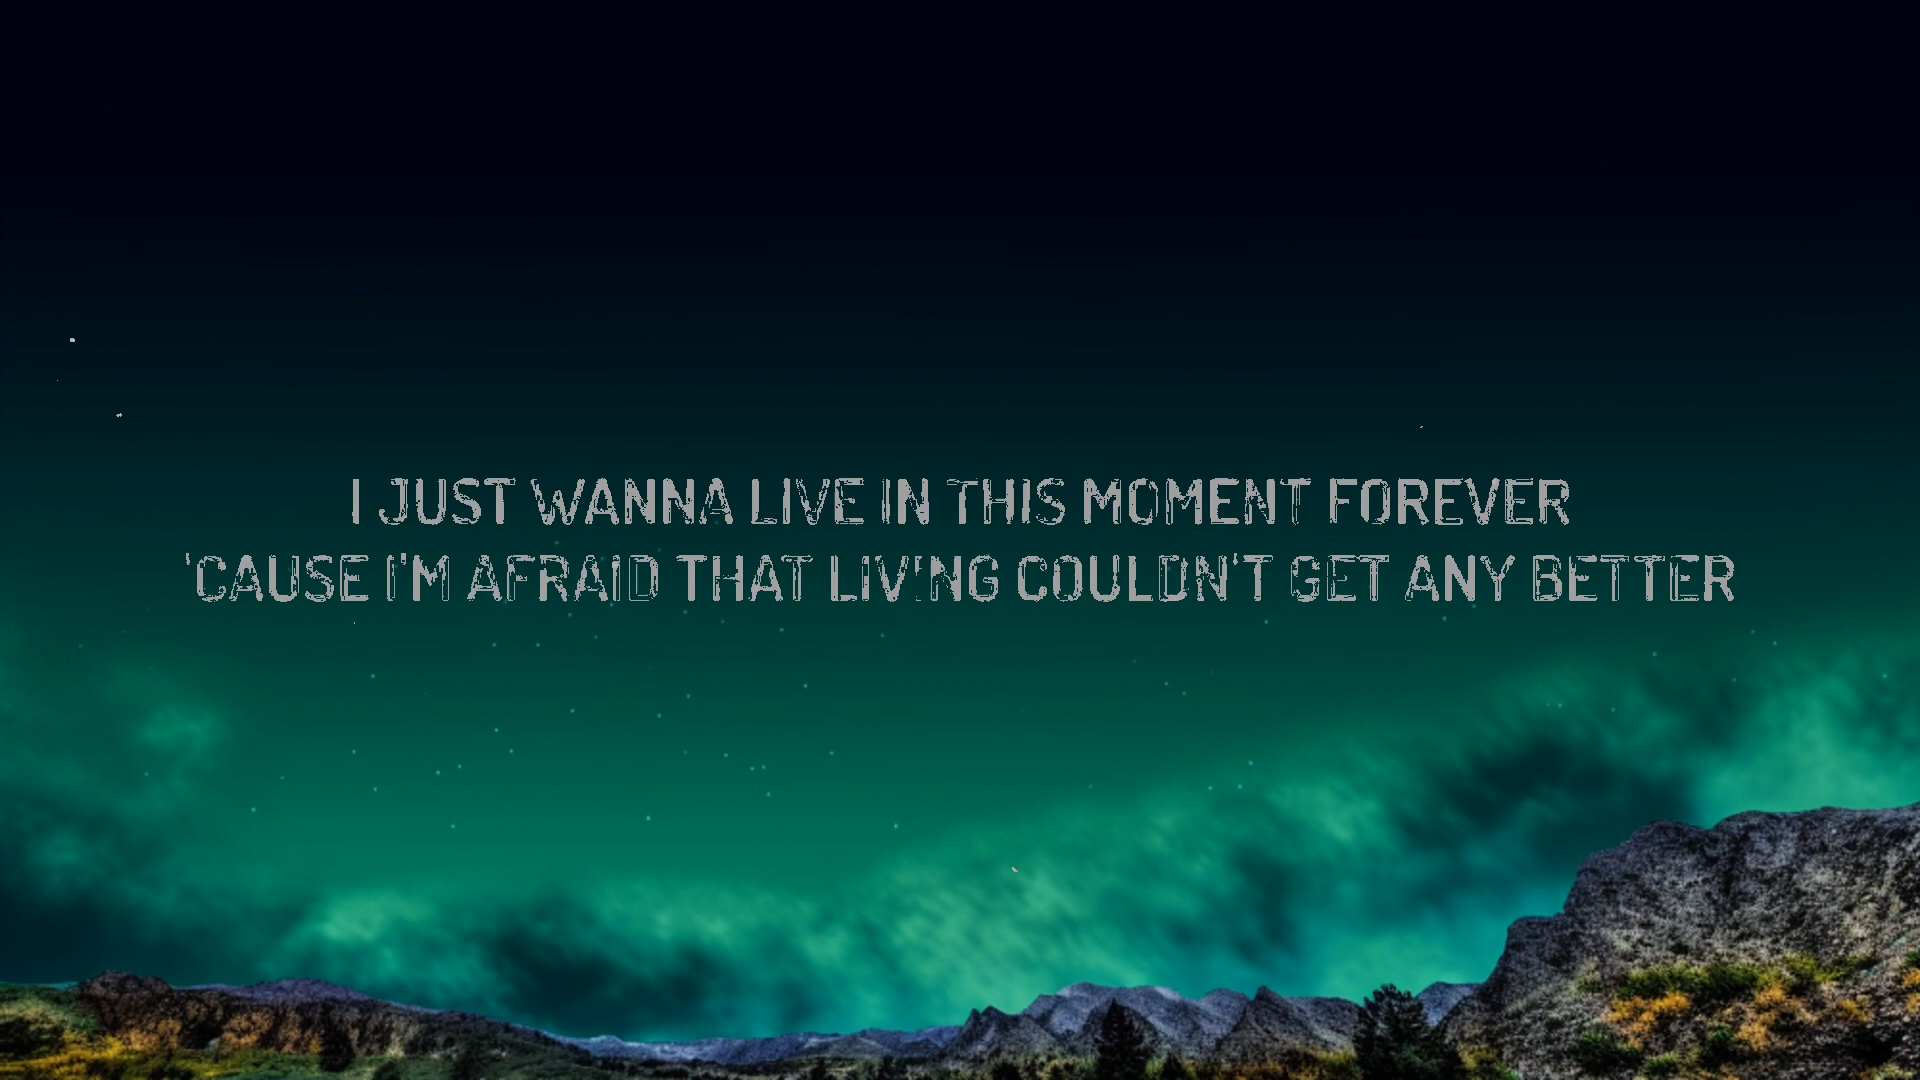 I JUST WANNA LIVE IN THIS MOMENT FOREVER
'CAUSE I'M AFRAID THAT LIVING COULDN'T GET ANY BETTER